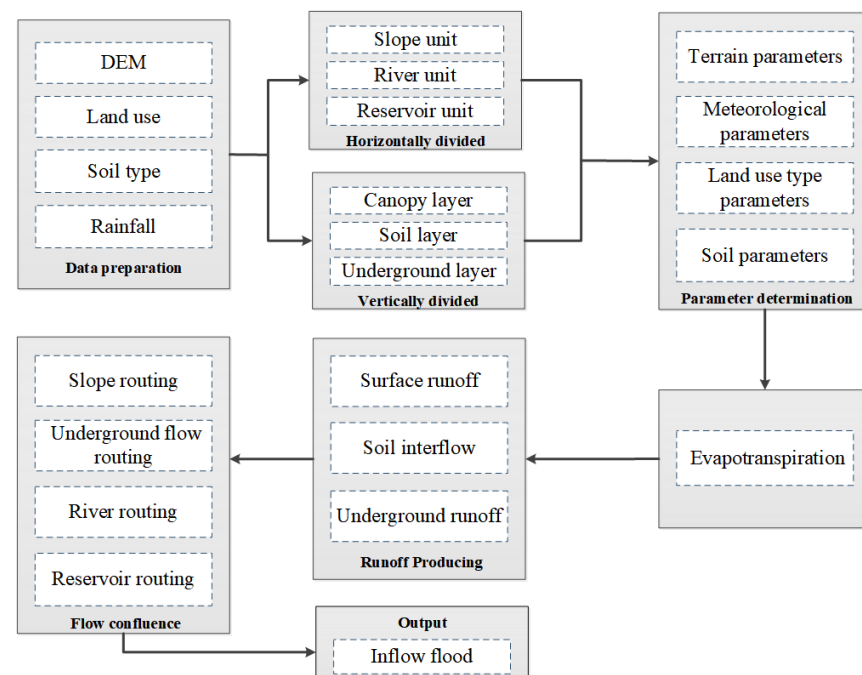 DEM
Land use
Soil type
Rainfall
Data preparation
Slope unit
River unit
Reservoir unit
Horizontally divided
Canopy layer
Soil layer
Underground layer
Vertically divided
Terrain parameters
Meteorological
parameters
Land use type
parameters
Soil parameters
Parameter determination
Evapotranspiration
Surface runoff
Soil interflow
Underground runoff
Runoff Producing
Slope routing
Underground flow
routing
River routing
Reservoir routing
Flow confluence
Output
Inflow flood